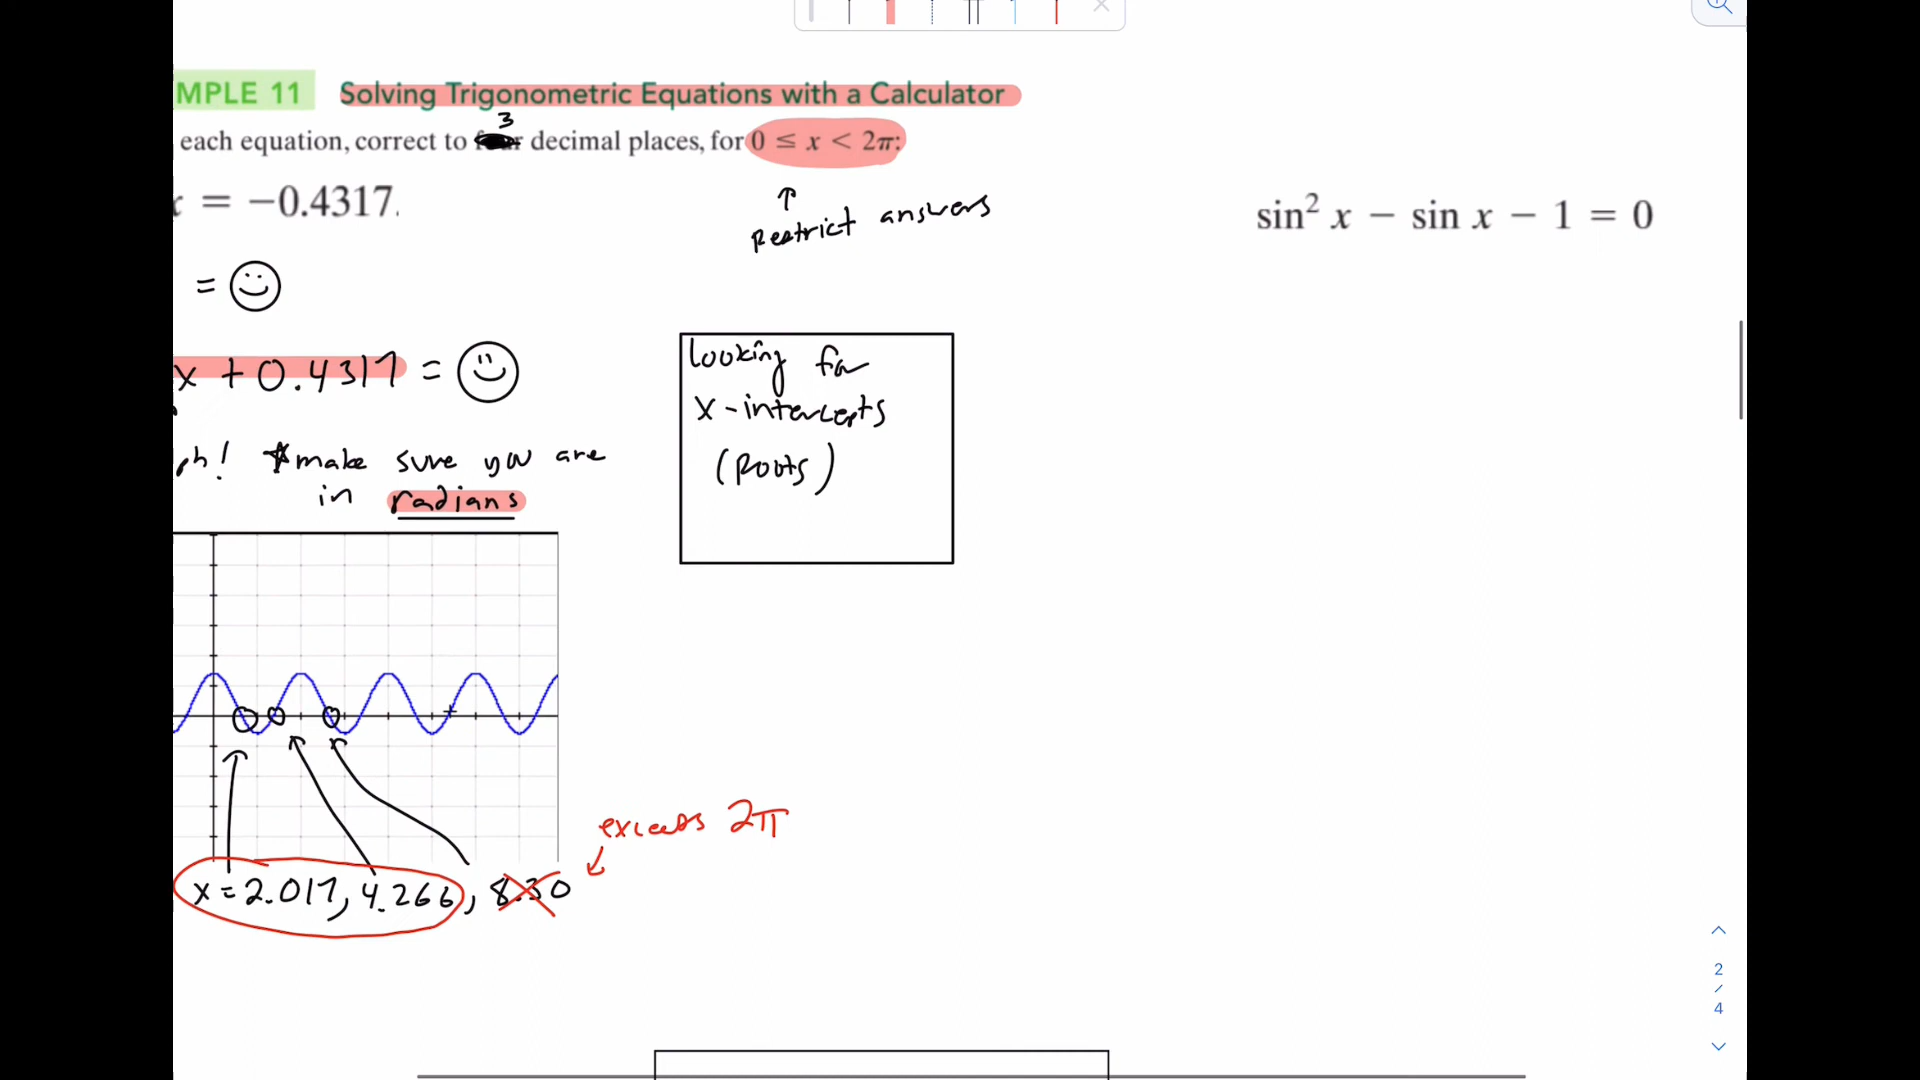 MPLE 11 Solving Trigonometric Equations with a Calculator
each equation, correct to 3 decimal places, for 0 ≤ x < 2π:
x = −0.4317.
↑
restrict answers
sin² x − sin x − 1 = 0
=
x + 0.4317 =
looking for
x-intercepts
(Roots)
ph! *make sure you are
in radians
exceeds 2π
x = 2.017, 4.266, 8.30
2
/
4